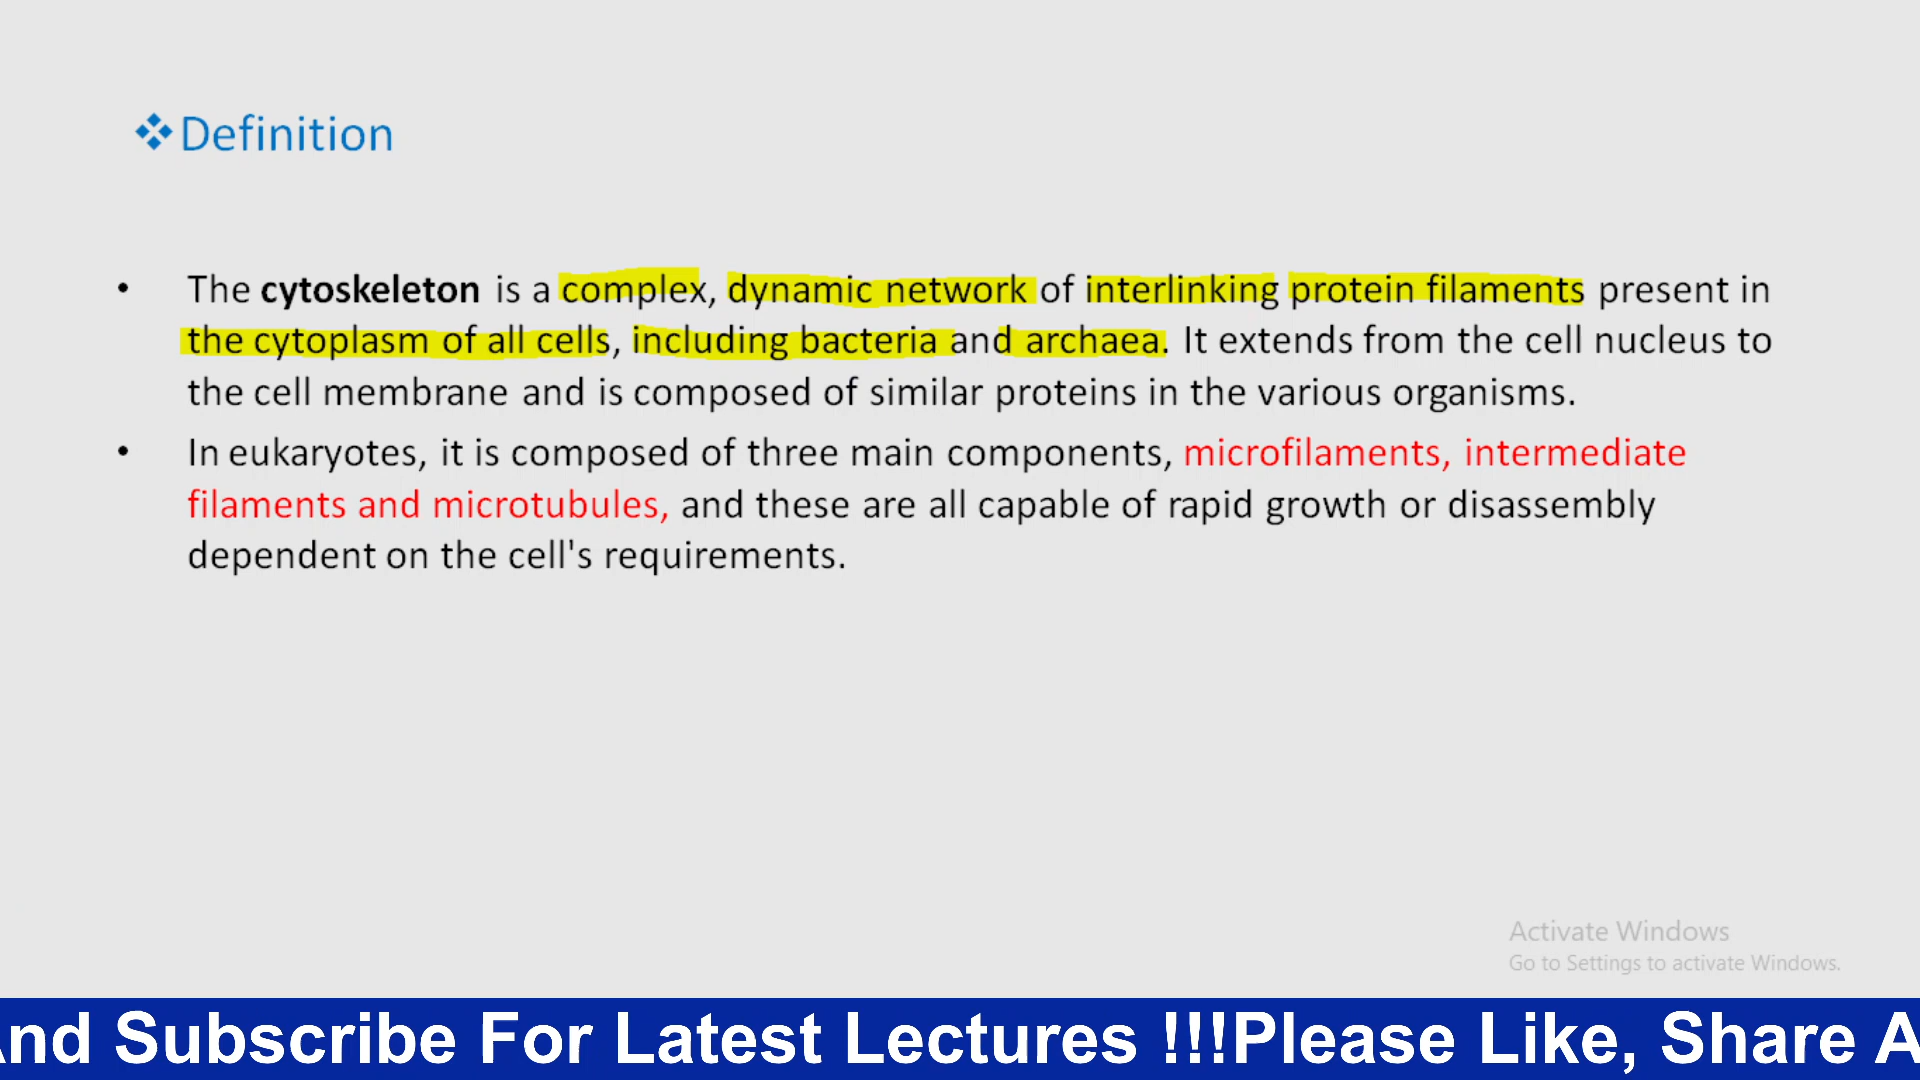 ❖Definition
• The cytoskeleton is a complex, dynamic network of interlinking protein filaments present in
the cytoplasm of all cells, including bacteria and archaea. It extends from the cell nucleus to
the cell membrane and is composed of similar proteins in the various organisms.
• In eukaryotes, it is composed of three main components, microfilaments, intermediate
filaments and microtubules, and these are all capable of rapid growth or disassembly
dependent on the cell's requirements.
Activate Windows
Go to Settings to activate Windows.
And Subscribe For Latest Lectures !!!Please Like, Share A